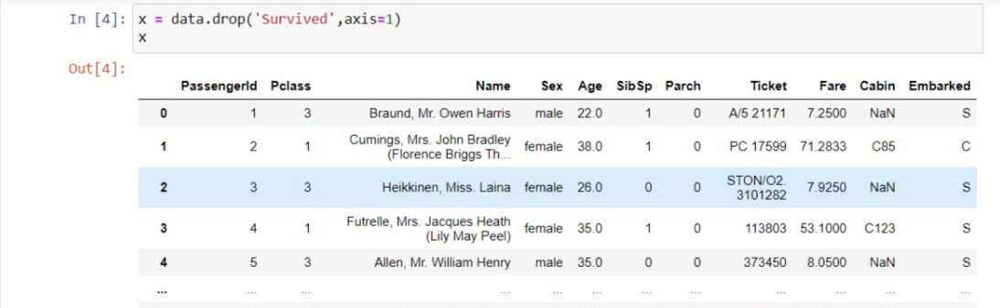 In [4]: x = data.drop('Survived',axis=1)
x
Out[4]:
PassengerId Pclass Name Sex Age SibSp Parch Ticket Fare Cabin Embarked
0 1 3 Braund, Mr. Owen Harris male 22.0 1 0 A/5 21171 7.2500 NaN S
1 2 1 Cumings, Mrs. John Bradley (Florence Briggs Th... female 38.0 1 0 PC 17599 71.2833 C85 C
2 3 3 Heikkinen, Miss. Laina female 26.0 0 0 STON/O2. 3101282 7.9250 NaN S
3 4 1 Futrelle, Mrs. Jacques Heath (Lily May Peel) female 35.0 1 0 113803 53.1000 C123 S
4 5 3 Allen, Mr. William Henry male 35.0 0 0 373450 8.0500 NaN S
... ... ... ... ... ... ... ... ... ... ... ...